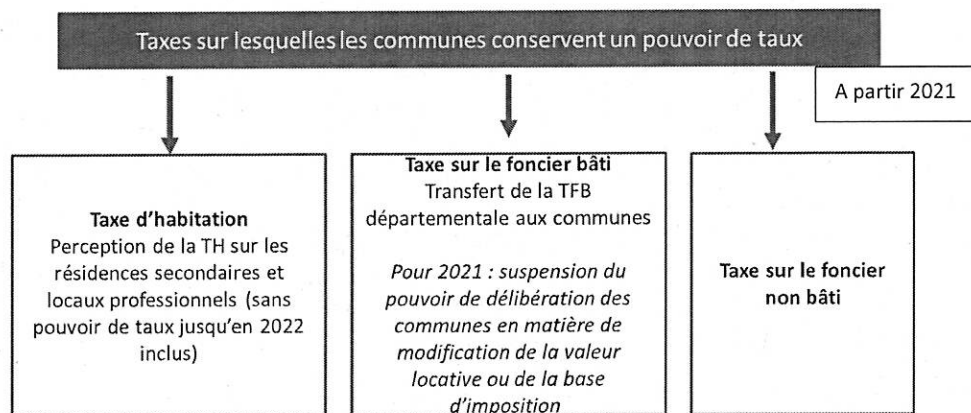 Taxes sur lesquelles les communes conservent un pouvoir de taux
A partir 2021
Taxe d'habitation
Perception de la TH sur les
résidences secondaires et
locaux professionnels (sans
pouvoir de taux jusqu'en 2022
inclus)
Taxe sur le foncier bâti
Transfert de la TFB
départementale aux communes
Pour 2021 : suspension du
pouvoir de délibération des
communes en matière de
modification de la valeur
locative ou de la base
d'imposition
Taxe sur le foncier
non bâti